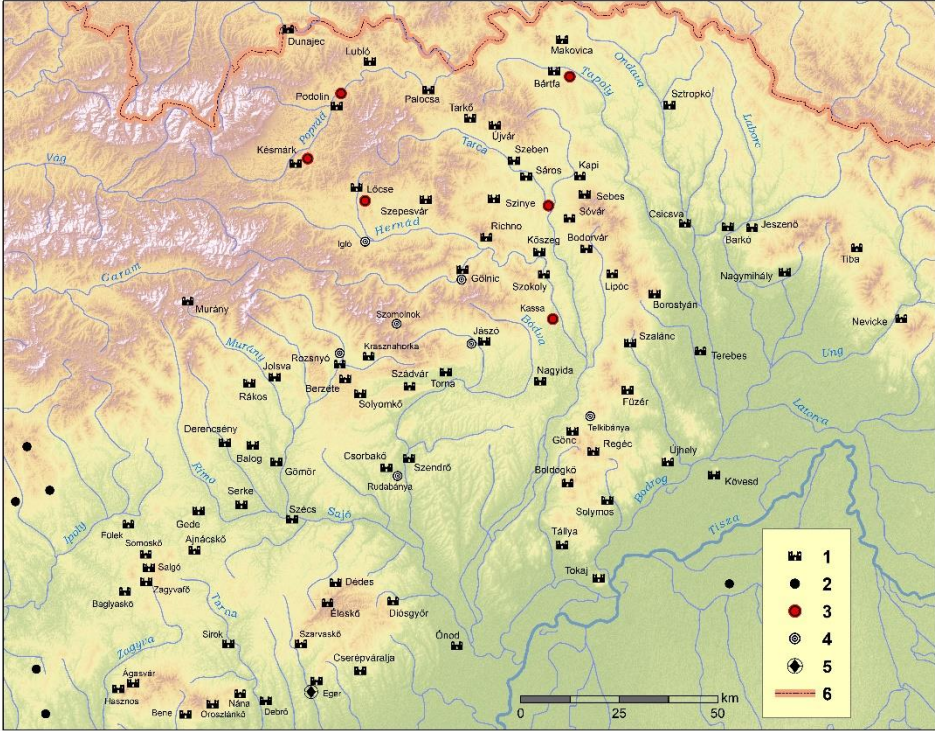 Dunajec
Lubló
Makovica
Bártfa
Tapoly
Ondava
Podolin
Palocsa
Sztropkó
Tarkő
Laborc
Poprád
Újvár
Késmárk
Tarca
Szeben
Vág
Sáros
Kapi
Lőcse
Szepesvár
Szinye
Sebes
Sóvár
Csicsva
Jeszenő
Barkó
Igló
Hernád
Richno
Kőszeg
Bodorvár
Tiba
Garam
Gölnic
Szokoly
Lipóc
Nagymihály
Murány
Szomolnok
Kassa
Bódva
Borostyán
Nevicke
Murány
Rozsnyó
Krasznahorka
Jászó
Szalánc
Terebes
Ung
Jolsva
Rákos
Berzéte
Solyomkő
Szádvár
Torna
Nagyida
Füzér
Latorca
Derencsény
Balog
Gömör
Csorbakő
Szendrő
Rudabánya
Telkibánya
Gönc
Regéc
Újhely
Rimo
Serke
Boldogkő
Kövesd
Bodrog
Solymos
Ipoly
Fülek
Gede
Szécs
Sajó
Tisza
Somoskő
Ajnácskő
Salgó
Tállya
Zagyvafő
Baglyaskő
Tarna
Dédes
Éleskő
Diósgyőr
Tokaj
Zagyva
Sirok
Szarvaskő
Ónod
Cserépváralja
Ágasvár
Hasznos
Bene
Oroszlánkő
Nána
Debrő
Eger
km
0
25
50
1
2
3
4
5
6